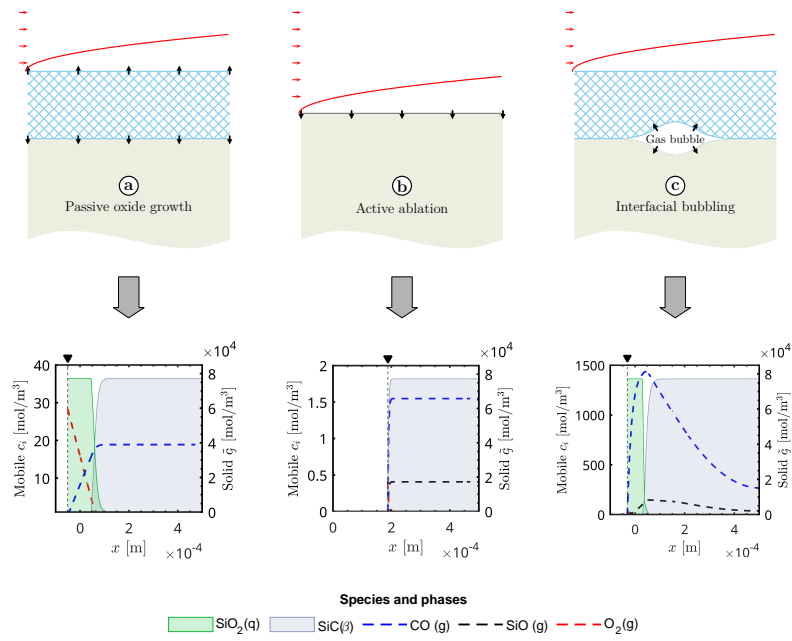 Gas bubble
a
b
c
Passive oxide growth
Active ablation
Interfacial bubbling
×10⁴
×10⁴
×10⁴
40
30
20
10
8
6
4
2
0
Mobile cᵢ [mol/m³]
Solid c̄ᵢ [mol/m³]
0
2
4
x [m]
×10⁻⁴
2
1.5
1
0.5
0
8
6
4
2
0
Mobile cᵢ [mol/m³]
Solid c̄ᵢ [mol/m³]
0
2
4
x [m]
×10⁻⁴
1500
1000
500
0
8
6
4
2
0
Mobile cᵢ [mol/m³]
Solid c̄ᵢ [mol/m³]
0
2
4
x [m]
×10⁻⁴
Species and phases
SiO₂(q) SiC(β) CO (g) SiO (g) O₂(g)